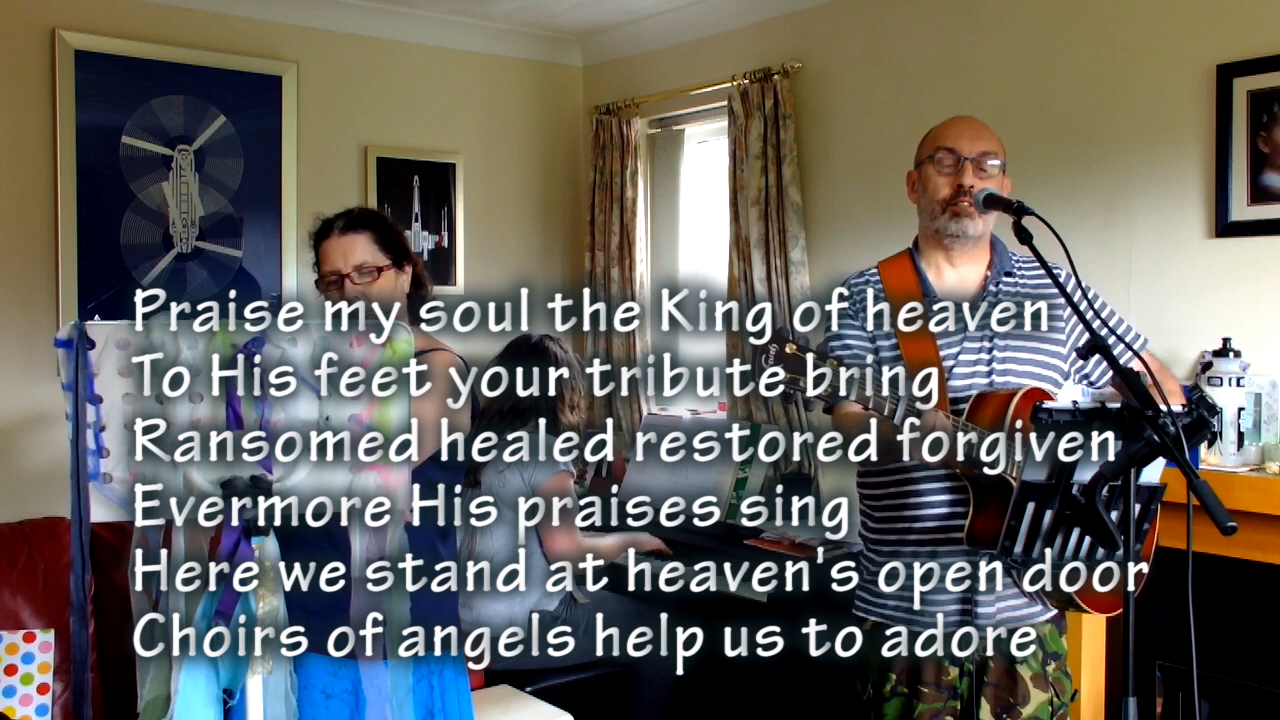 Praise my soul the King of heaven
To His feet your tribute bring
Ransomed healed restored forgiven
Evermore His praises sing
Here we stand at heaven's open door
Choirs of angels help us to adore